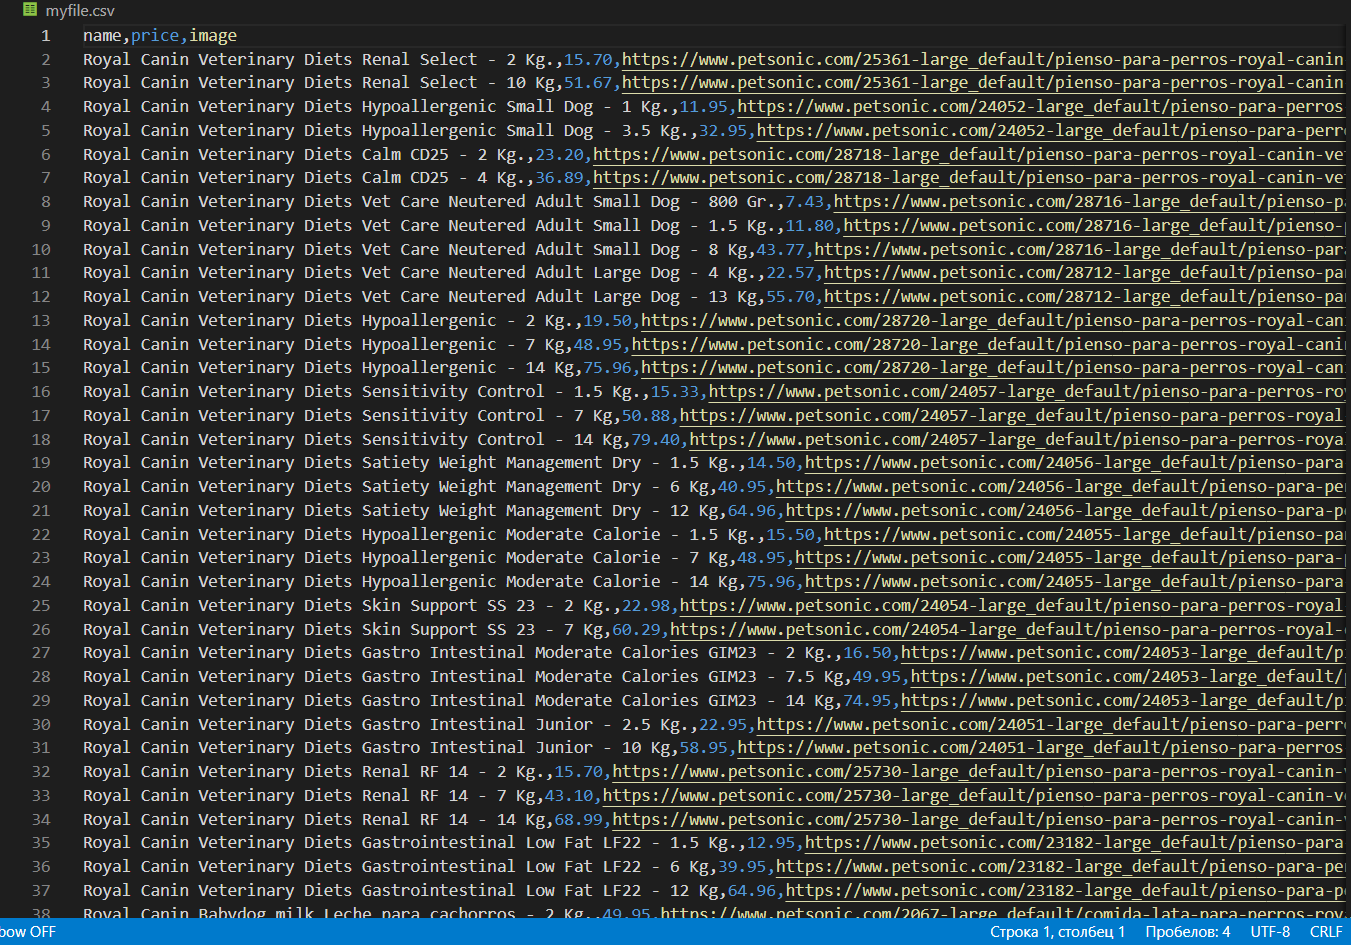 myfile.csv
1 name,price,image
2 Royal Canin Veterinary Diets Renal Select - 2 Kg.,15.70,https://www.petsonic.com/25361-large_default/pienso-para-perros-royal-canin
3 Royal Canin Veterinary Diets Renal Select - 10 Kg,51.67,https://www.petsonic.com/25361-large_default/pienso-para-perros-royal-canin
4 Royal Canin Veterinary Diets Hypoallergenic Small Dog - 1 Kg.,11.95,https://www.petsonic.com/24052-large_default/pienso-para-perros
5 Royal Canin Veterinary Diets Hypoallergenic Small Dog - 3.5 Kg.,32.95,https://www.petsonic.com/24052-large_default/pienso-para-perr
6 Royal Canin Veterinary Diets Calm CD25 - 2 Kg.,23.20,https://www.petsonic.com/28718-large_default/pienso-para-perros-royal-canin-ve
7 Royal Canin Veterinary Diets Calm CD25 - 4 Kg.,36.89,https://www.petsonic.com/28718-large_default/pienso-para-perros-royal-canin-ve
8 Royal Canin Veterinary Diets Vet Care Neutered Adult Small Dog - 800 Gr.,7.43,https://www.petsonic.com/28716-large_default/pienso-p
9 Royal Canin Veterinary Diets Vet Care Neutered Adult Small Dog - 1.5 Kg.,11.80,https://www.petsonic.com/28716-large_default/pienso-
10 Royal Canin Veterinary Diets Vet Care Neutered Adult Small Dog - 8 Kg,43.77,https://www.petsonic.com/28716-large_default/pienso-par
11 Royal Canin Veterinary Diets Vet Care Neutered Adult Large Dog - 4 Kg.,22.57,https://www.petsonic.com/28712-large_default/pienso-pa
12 Royal Canin Veterinary Diets Vet Care Neutered Adult Large Dog - 13 Kg,55.70,https://www.petsonic.com/28712-large_default/pienso-pa
13 Royal Canin Veterinary Diets Hypoallergenic - 2 Kg.,19.50,https://www.petsonic.com/28720-large_default/pienso-para-perros-royal-can
14 Royal Canin Veterinary Diets Hypoallergenic - 7 Kg,48.95,https://www.petsonic.com/28720-large_default/pienso-para-perros-royal-cani
15 Royal Canin Veterinary Diets Hypoallergenic - 14 Kg,75.96,https://www.petsonic.com/28720-large_default/pienso-para-perros-royal-can
16 Royal Canin Veterinary Diets Sensitivity Control - 1.5 Kg.,15.33,https://www.petsonic.com/24057-large_default/pienso-para-perros-ro
17 Royal Canin Veterinary Diets Sensitivity Control - 7 Kg,50.88,https://www.petsonic.com/24057-large_default/pienso-para-perros-royal
18 Royal Canin Veterinary Diets Sensitivity Control - 14 Kg,79.40,https://www.petsonic.com/24057-large_default/pienso-para-perros-roya
19 Royal Canin Veterinary Diets Satiety Weight Management Dry - 1.5 Kg.,14.50,https://www.petsonic.com/24056-large_default/pienso-para
20 Royal Canin Veterinary Diets Satiety Weight Management Dry - 6 Kg,40.95,https://www.petsonic.com/24056-large_default/pienso-para-pe
21 Royal Canin Veterinary Diets Satiety Weight Management Dry - 12 Kg,64.96,https://www.petsonic.com/24056-large_default/pienso-para-p
22 Royal Canin Veterinary Diets Hypoallergenic Moderate Calorie - 1.5 Kg.,15.50,https://www.petsonic.com/24055-large_default/pienso-pa
23 Royal Canin Veterinary Diets Hypoallergenic Moderate Calorie - 7 Kg,48.95,https://www.petsonic.com/24055-large_default/pienso-para-
24 Royal Canin Veterinary Diets Hypoallergenic Moderate Calorie - 14 Kg,75.96,https://www.petsonic.com/24055-large_default/pienso-para
25 Royal Canin Veterinary Diets Skin Support SS 23 - 2 Kg.,22.98,https://www.petsonic.com/24054-large_default/pienso-para-perros-royal
26 Royal Canin Veterinary Diets Skin Support SS 23 - 7 Kg,60.29,https://www.petsonic.com/24054-large_default/pienso-para-perros-royal-
27 Royal Canin Veterinary Diets Gastro Intestinal Moderate Calories GIM23 - 2 Kg.,16.50,https://www.petsonic.com/24053-large_default/p
28 Royal Canin Veterinary Diets Gastro Intestinal Moderate Calories GIM23 - 7.5 Kg,49.95,https://www.petsonic.com/24053-large_default/
29 Royal Canin Veterinary Diets Gastro Intestinal Moderate Calories GIM23 - 14 Kg,74.95,https://www.petsonic.com/24053-large_default/p
30 Royal Canin Veterinary Diets Gastro Intestinal Junior - 2.5 Kg.,22.95,https://www.petsonic.com/24051-large_default/pienso-para-perr
31 Royal Canin Veterinary Diets Gastro Intestinal Junior - 10 Kg,58.95,https://www.petsonic.com/24051-large_default/pienso-para-perros
32 Royal Canin Veterinary Diets Renal RF 14 - 2 Kg.,15.70,https://www.petsonic.com/25730-large_default/pienso-para-perros-royal-canin-
33 Royal Canin Veterinary Diets Renal RF 14 - 7 Kg,43.10,https://www.petsonic.com/25730-large_default/pienso-para-perros-royal-canin-v
34 Royal Canin Veterinary Diets Renal RF 14 - 14 Kg,68.99,https://www.petsonic.com/25730-large_default/pienso-para-perros-royal-canin-
35 Royal Canin Veterinary Diets Gastrointestinal Low Fat LF22 - 1.5 Kg.,12.95,https://www.petsonic.com/23182-large_default/pienso-para
36 Royal Canin Veterinary Diets Gastrointestinal Low Fat LF22 - 6 Kg,39.95,https://www.petsonic.com/23182-large_default/pienso-para-pe
37 Royal Canin Veterinary Diets Gastrointestinal Low Fat LF22 - 12 Kg,64.96,https://www.petsonic.com/23182-large_default/pienso-para-p
38 Royal Canin Babydog milk Leche para cachorros - 2 Kg.,49.95,https://www.petsonic.com/2067-large_default/comida-lata-para-perros-roy
bow OFF Строка 1, столбец 1 Пробелов: 4 UTF-8 CRLF